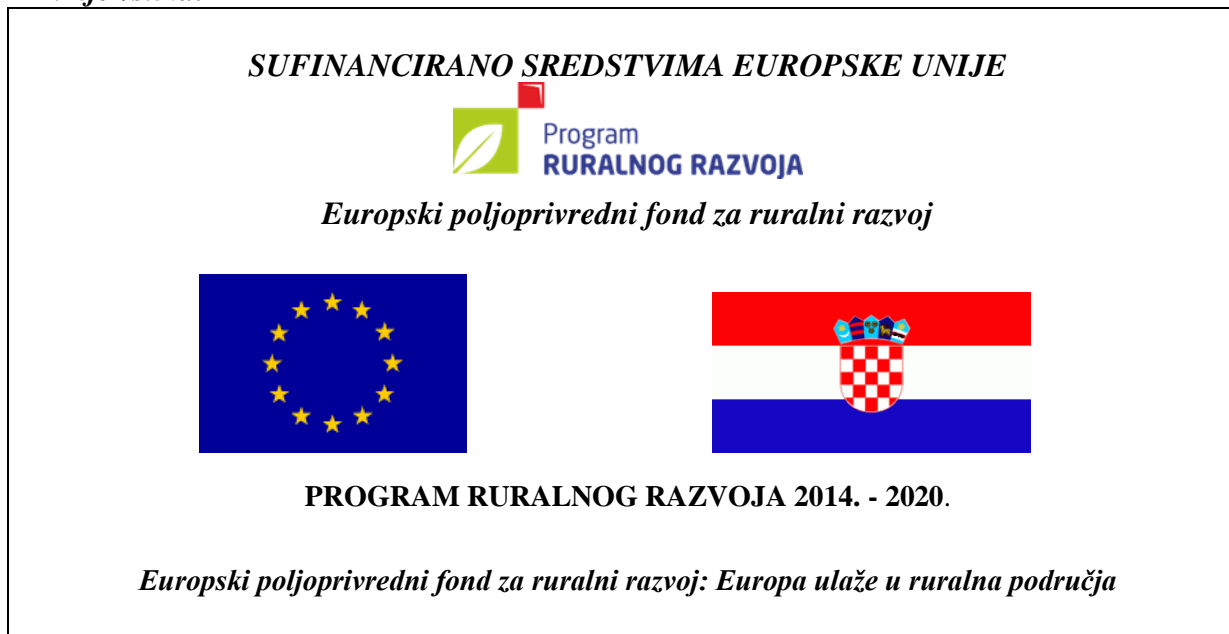 SUFINANCIRANO SREDSTVIMA EUROPSKE UNIJE
Program
RURALNOG RAZVOJA
Europski poljoprivredni fond za ruralni razvoj
PROGRAM RURALNOG RAZVOJA 2014. - 2020.
Europski poljoprivredni fond za ruralni razvoj: Europa ulaže u ruralna područja